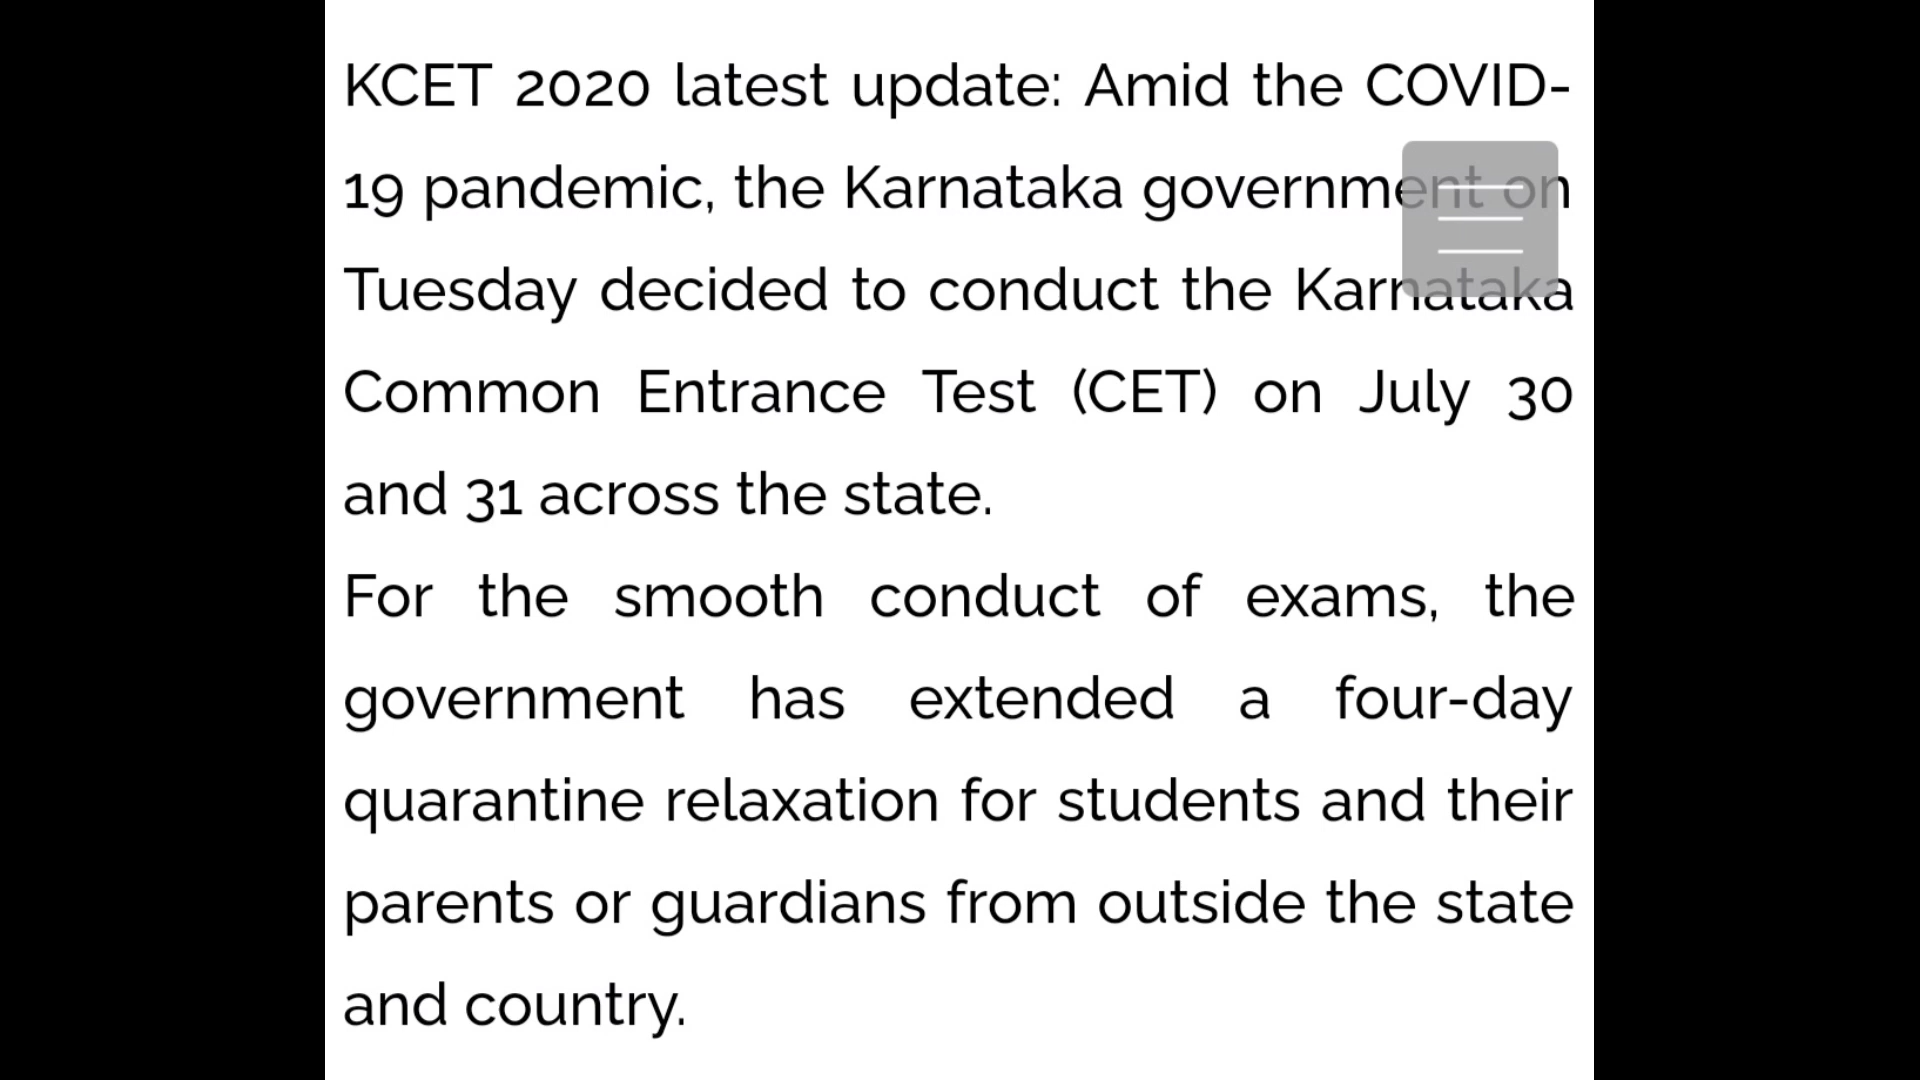 KCET 2020 latest update: Amid the COVID-
19 pandemic, the Karnataka government on
Tuesday decided to conduct the Karnataka
Common Entrance Test (CET) on July 30
and 31 across the state.
For the smooth conduct of exams, the
government has extended a four-day
quarantine relaxation for students and their
parents or guardians from outside the state
and country.